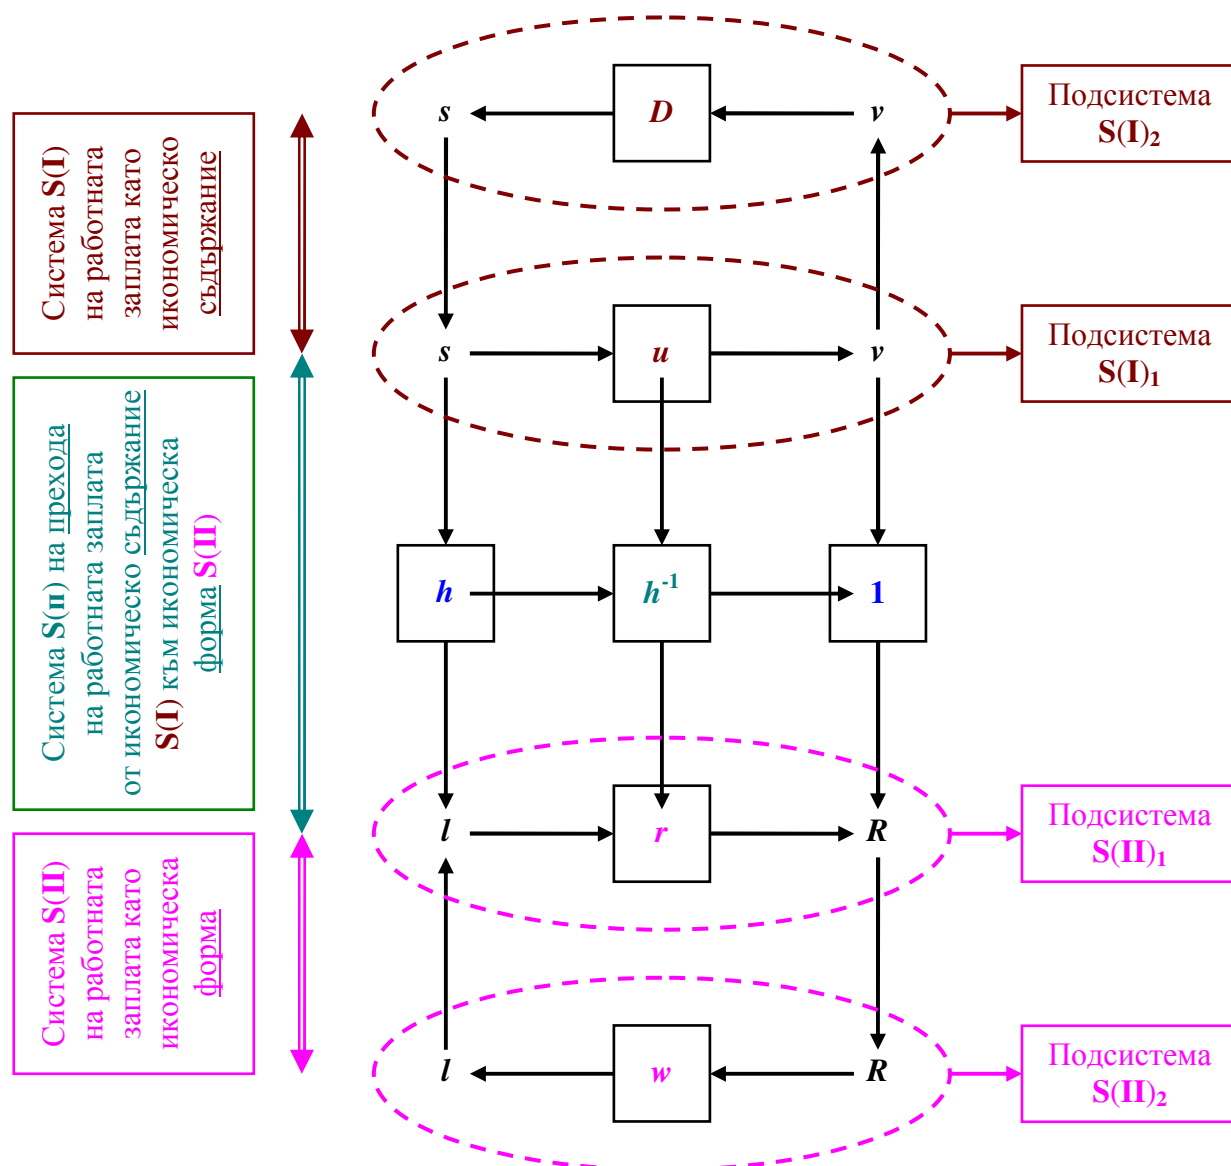 Система S(I)
на работната
заплата като
икономическо
съдържание
Система S(п) на прехода
на работната заплата
от икономическо съдържание
S(I) към икономическа
форма S(II)
Система S(II)
на работната
заплата като
икономическа
форма
s D v
Подсистема
S(I)₂
s u v
Подсистема
S(I)₁
h h⁻¹ 1
l r R
Подсистема
S(II)₁
l w R
Подсистема
S(II)₂